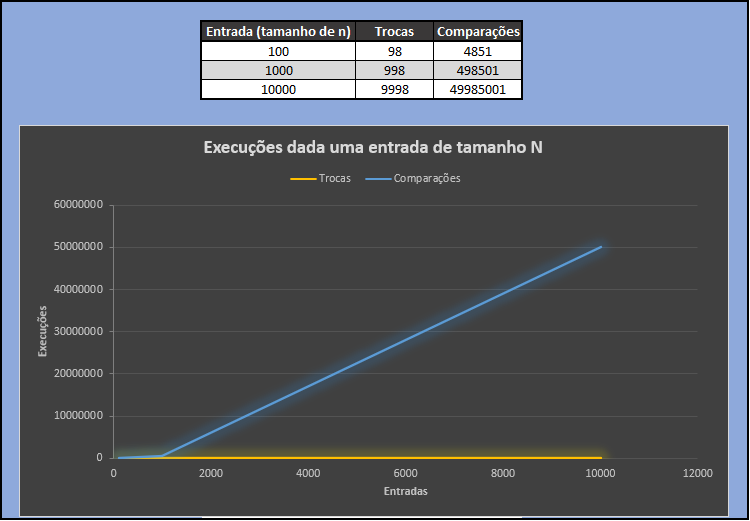 Entrada (tamanho de n) Trocas Comparações
100 98 4851
1000 998 498501
10000 9998 49985001
Execuções dada uma entrada de tamanho N
Trocas Comparações
60000000
50000000
40000000
30000000
20000000
10000000
0
Execuções
0 2000 4000 6000 8000 10000 12000
Entradas